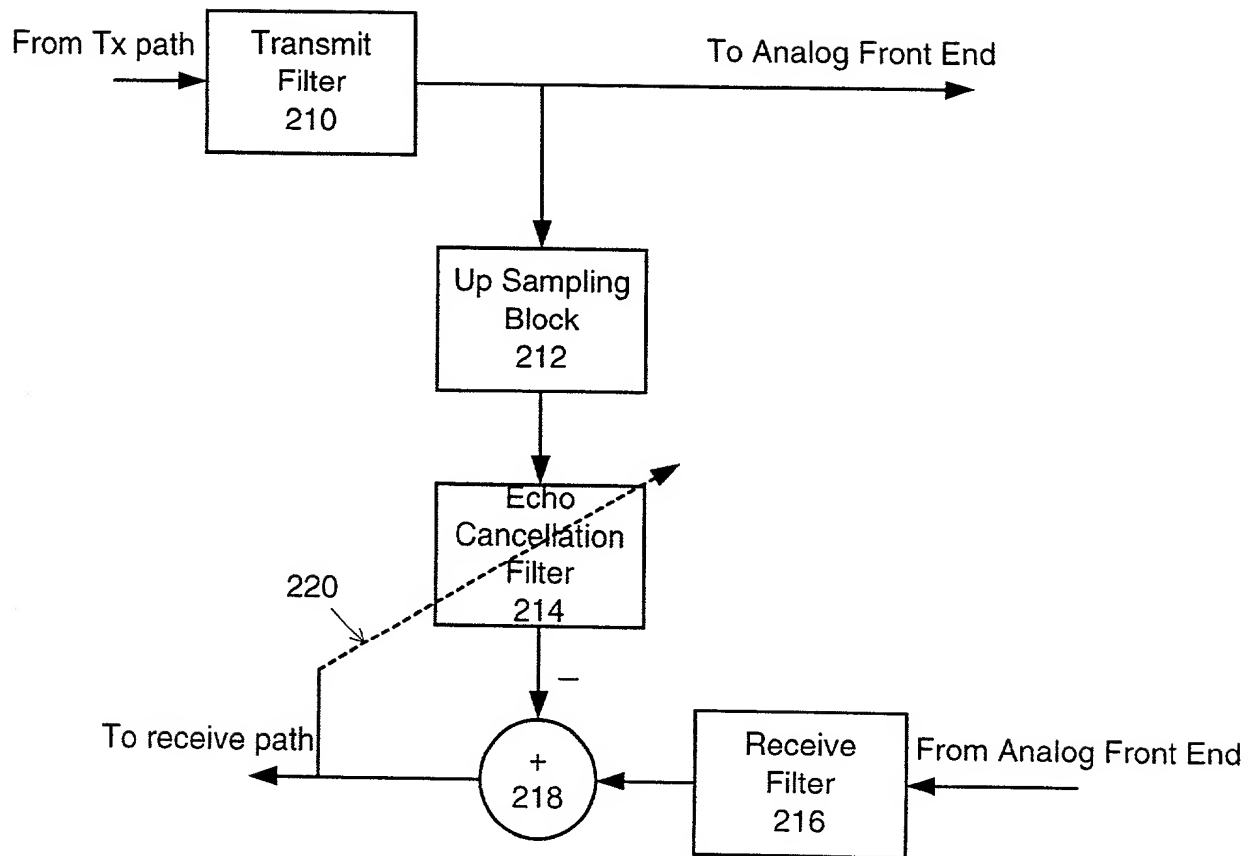 From Tx path
Transmit
Filter
210
To Analog Front End
Up Sampling
Block
212
Echo
Cancellation
Filter
214
220
–
To receive path
+
218
Receive
Filter
216
From Analog Front End